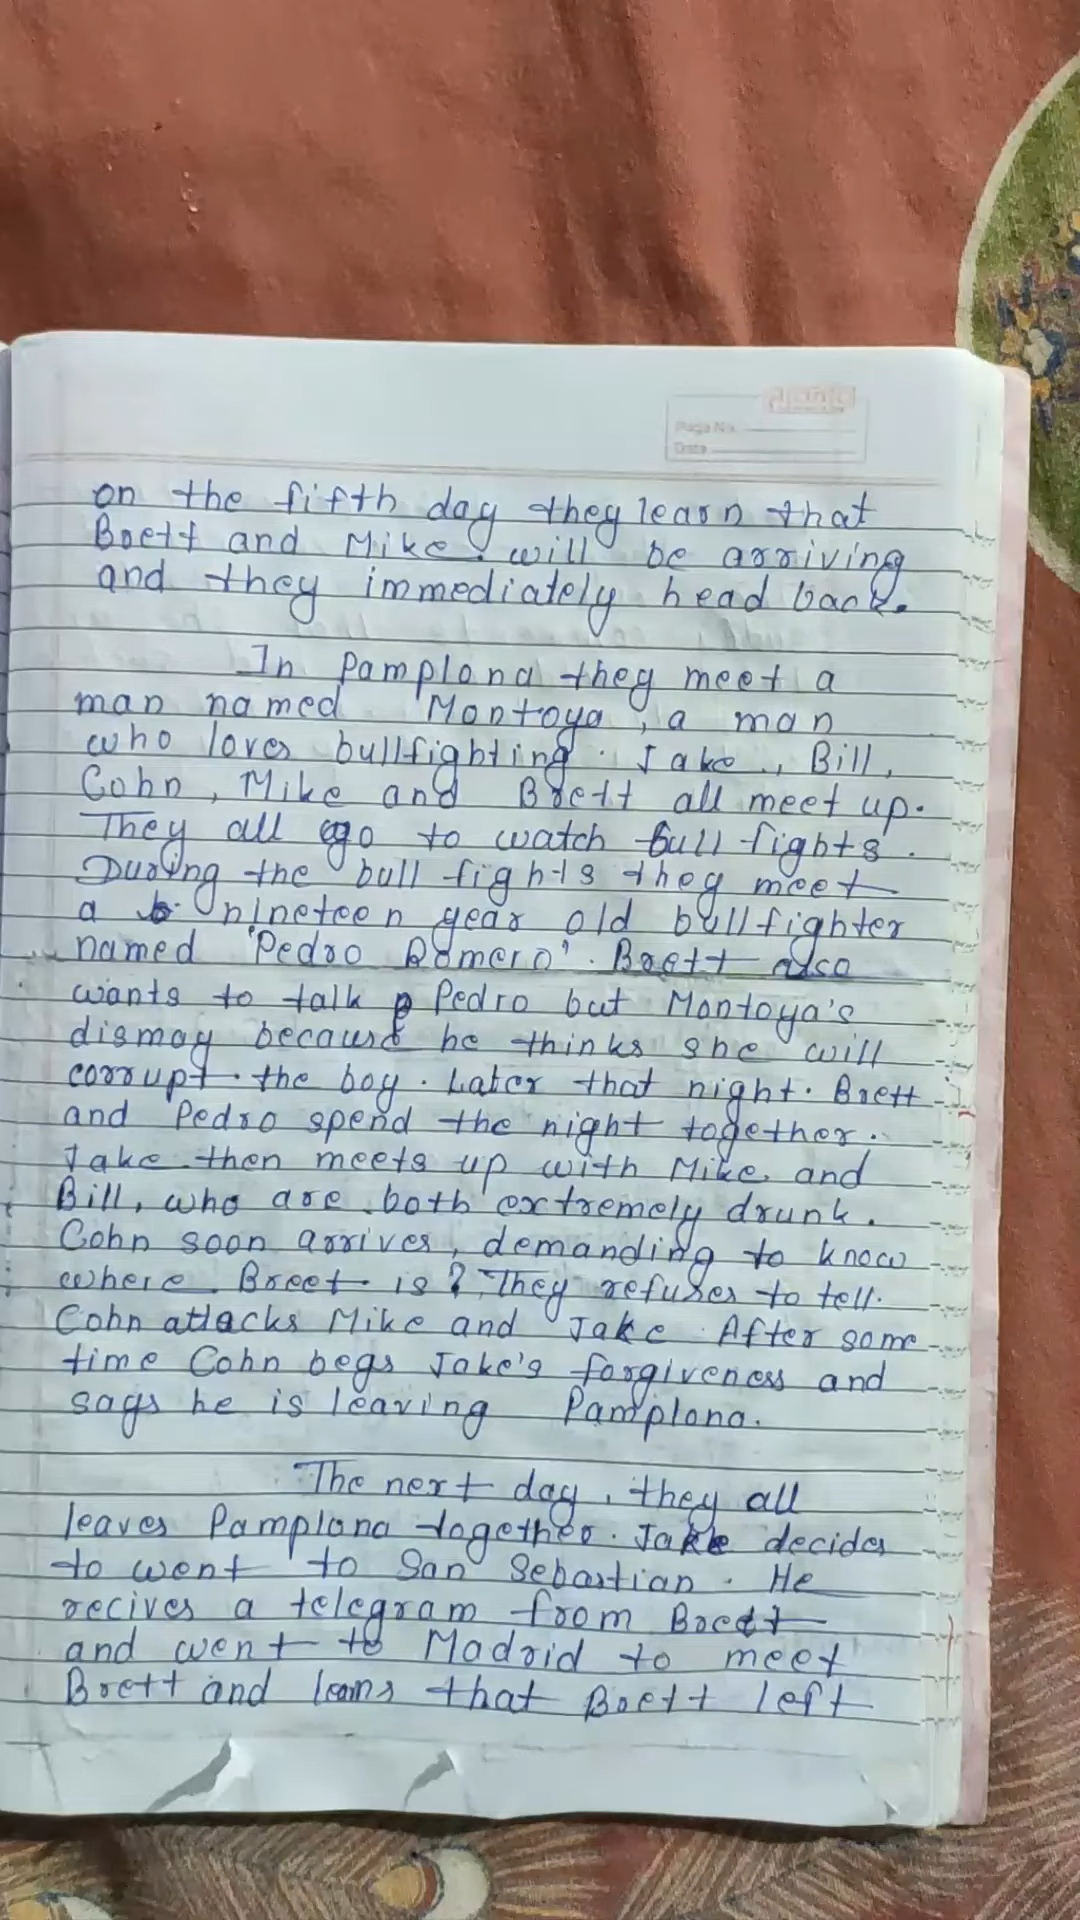 Page No.
Date
on the fifth day they learn that
Brett and Mike will be arriving
and they immediately head back.
In Pamplona they meet a
man named 'Montoya, a man
who loves bullfighting. Jake, Bill,
Cohn, Mike and Brett all meet up.
They all go to watch bull fights.
During the bull fights they meet
a nineteen year old bullfighter
named 'Pedro Romero'. Brett also
wants to talk Pedro but Montoya's
dismay because he thinks she will
corrupt the boy. Later that night. Brett
and Pedro spend the night together.
Jake then meets up with Mike and
Bill, who are both extremely drunk.
Cohn soon arrives, demanding to know
where Breet is? They refuses to tell.
Cohn attacks Mike and Jake. After some
time Cohn begs Jake's forgiveness and
says he is leaving Pamplona.
The next day, they all
leaves Pamplona together. Jake decides
to went to San Sebastian. He
recives a telegram from Brett
and went to Madrid to meet
Brett and learns that Brett left